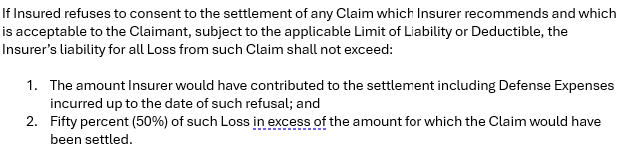 If Insured refuses to consent to the settlement of any Claim which Insurer recommends and which
is acceptable to the Claimant, subject to the applicable Limit of Liability or Deductible, the
Insurer's liability for all Loss from such Claim shall not exceed:
1. The amount Insurer would have contributed to the settlement including Defense Expenses
incurred up to the date of such refusal; and
2. Fifty percent (50%) of such Loss in excess of the amount for which the Claim would have
been settled.